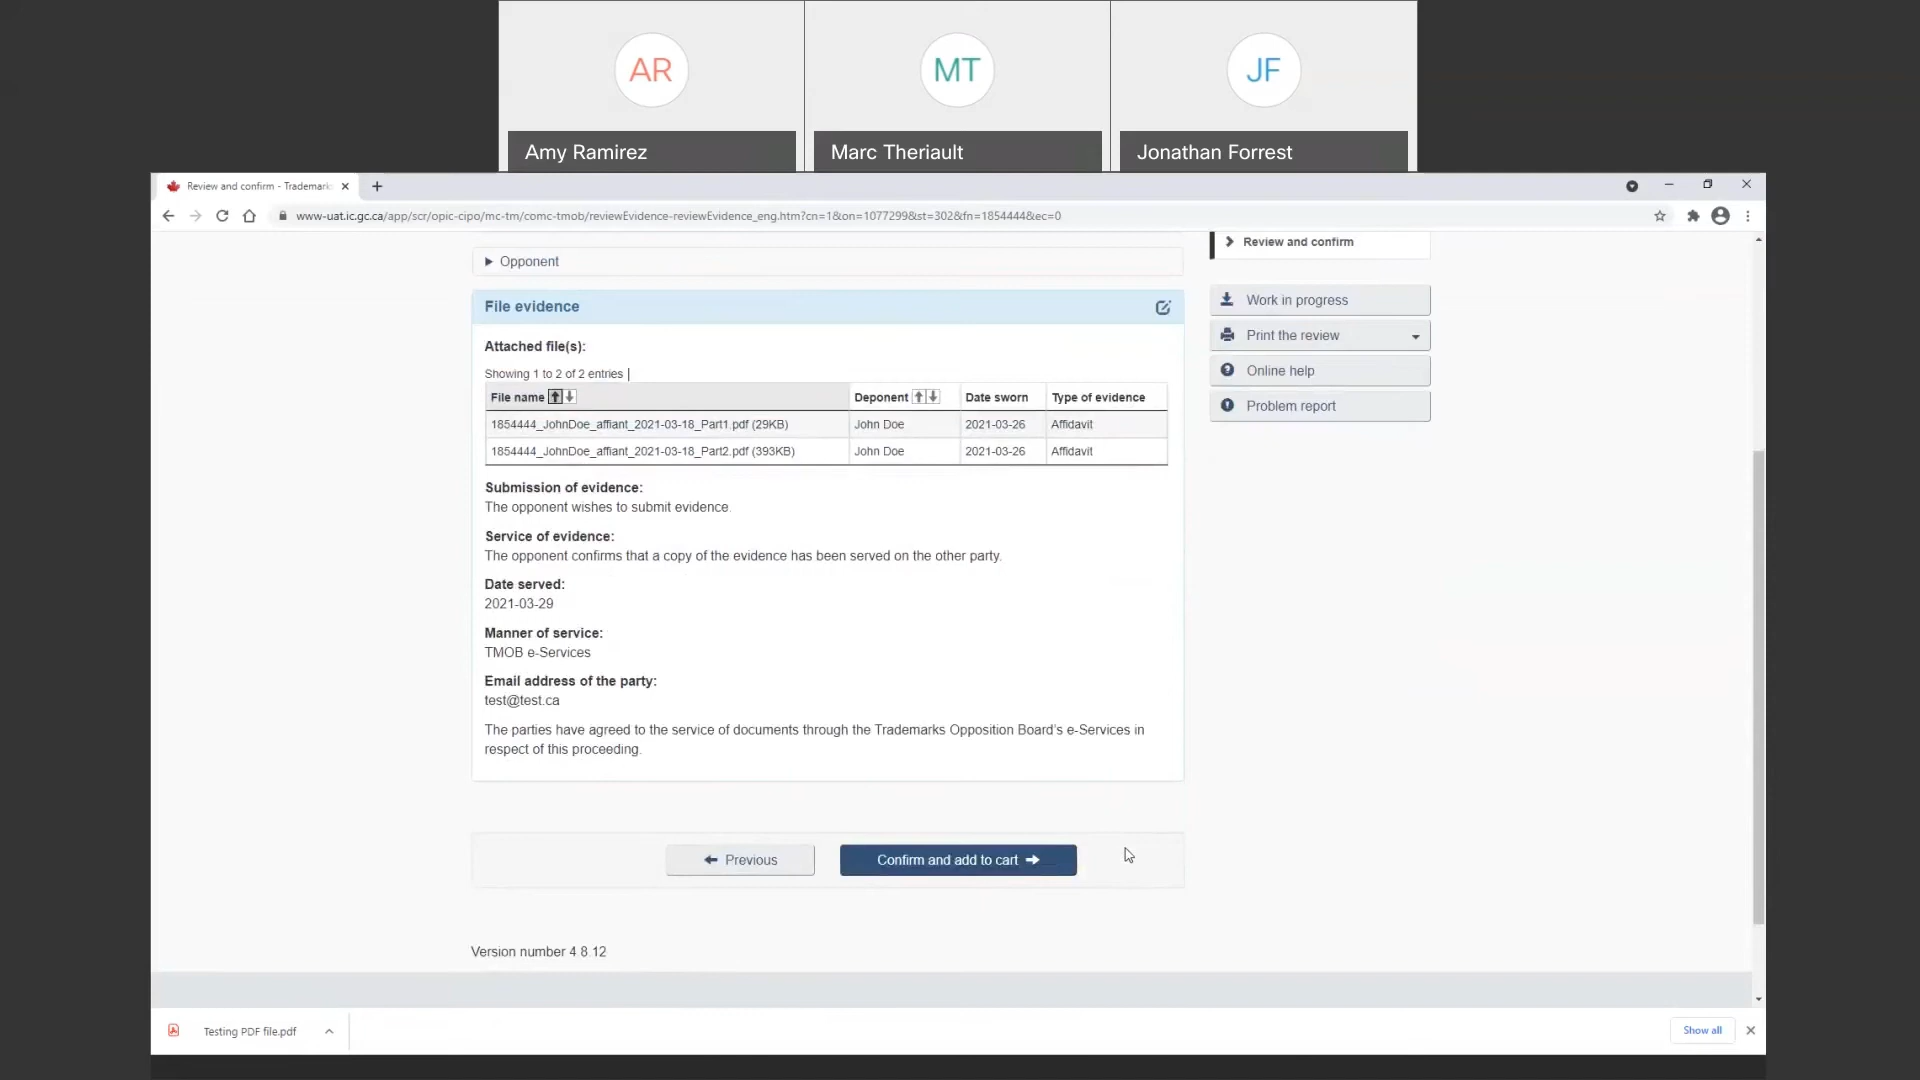 AR
MT
JF
Amy Ramirez
Marc Theriault
Jonathan Forrest
Review and confirm - Trademark
www-uat.ic.gc.ca/app/scr/opic-cipo/mc-tm/comc-tmob/reviewEvidence-reviewEvidence_eng.htm?cn=1&on=1077299&st=302&fn=1854444&ec=0
Review and confirm
Opponent
File evidence
Work in progress
Print the review
Online help
Problem report
Attached file(s):
Showing 1 to 2 of 2 entries |
File name Deponent Date sworn Type of evidence
1854444_JohnDoe_affiant_2021-03-18_Part1.pdf (29KB) John Doe 2021-03-26 Affidavit
1854444_JohnDoe_affiant_2021-03-18_Part2.pdf (393KB) John Doe 2021-03-26 Affidavit
Submission of evidence:
The opponent wishes to submit evidence.
Service of evidence:
The opponent confirms that a copy of the evidence has been served on the other party.
Date served:
2021-03-29
Manner of service:
TMOB e-Services
Email address of the party:
test@test.ca
The parties have agreed to the service of documents through the Trademarks Opposition Board's e-Services in
respect of this proceeding.
Previous
Confirm and add to cart
Version number 4.8.12
Testing PDF file.pdf
Show all